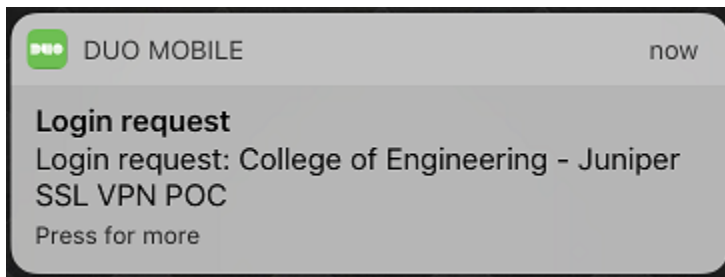 DUO
DUO MOBILE now
Login request
Login request: College of Engineering - Juniper
SSL VPN POC
Press for more